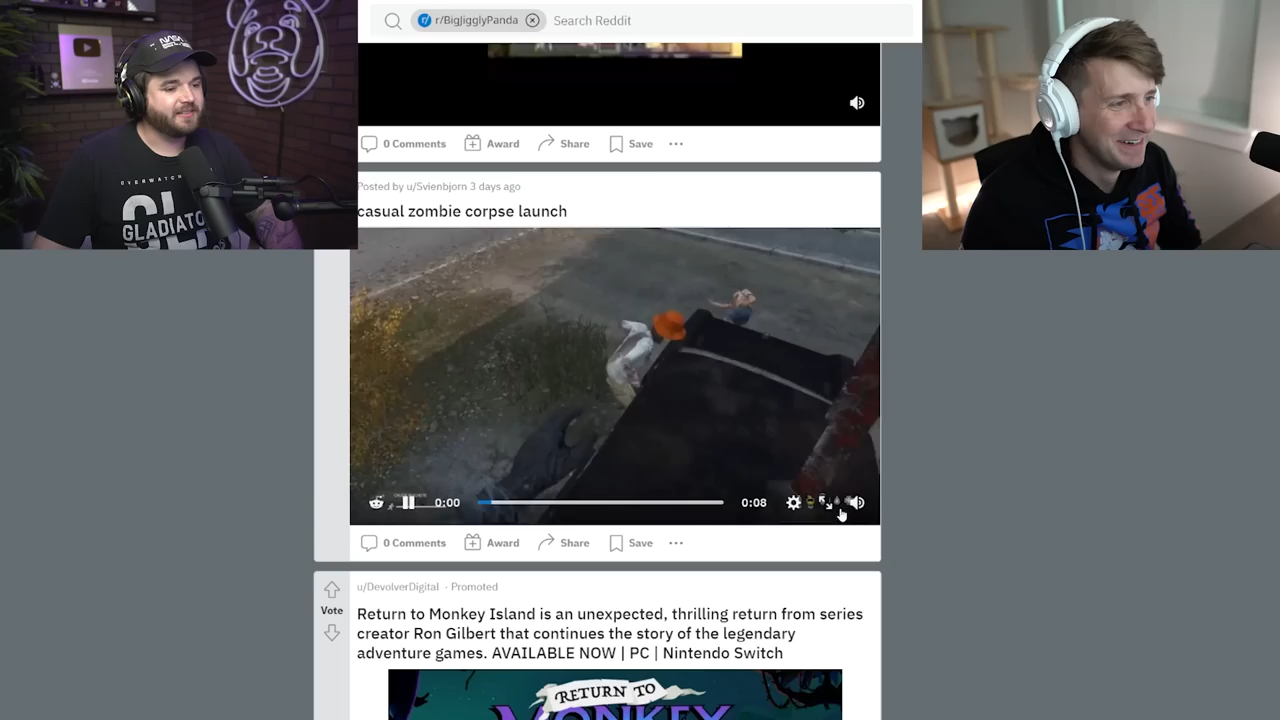 r/BigJigglyPanda
Search Reddit
0 Comments
Award
Share
Save
Posted by u/Svienbjorn 3 days ago
casual zombie corpse launch
OVERWATCH
GLADIATO
0:00
0:08
0 Comments
Award
Share
Save
u/DevolverDigital · Promoted
Vote
Return to Monkey Island is an unexpected, thrilling return from series
creator Ron Gilbert that continues the story of the legendary
adventure games. AVAILABLE NOW | PC | Nintendo Switch
RETURN TO
MONKEY